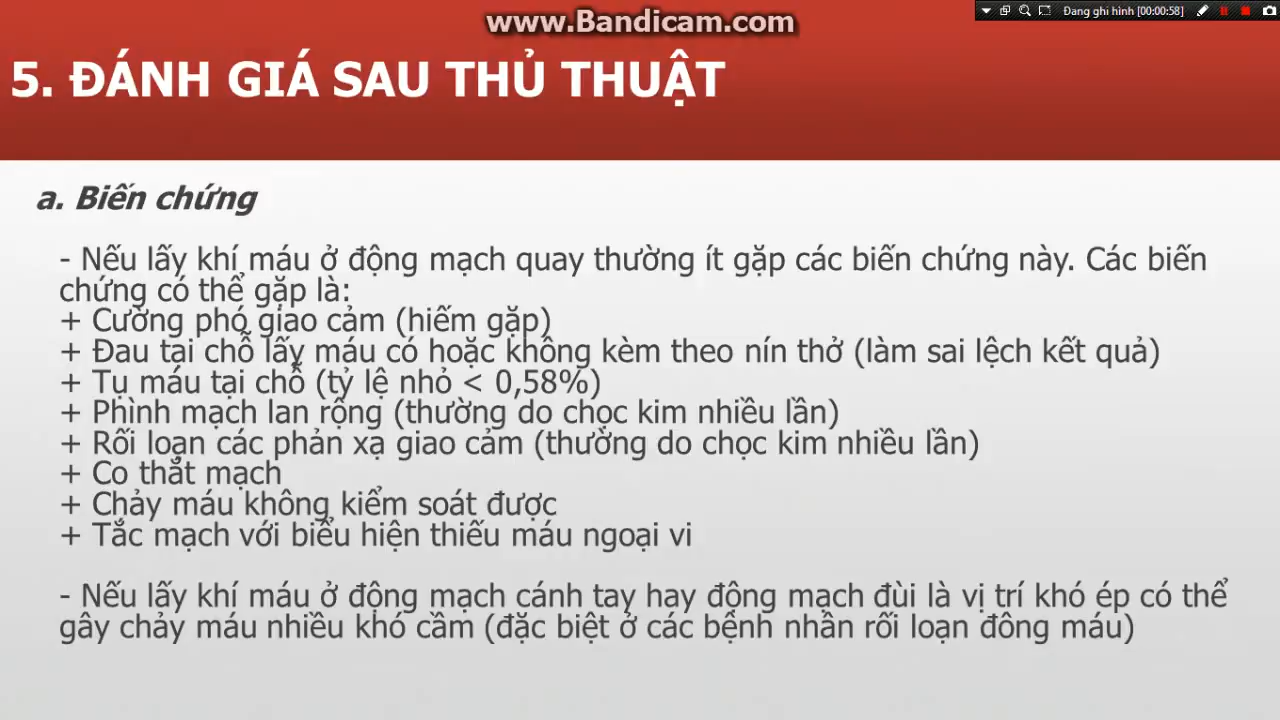 www.Bandicam.com
Đang ghi hình [00:00:58]
5. ĐÁNH GIÁ SAU THỦ THUẬT
a. Biến chứng
- Nếu lấy khí máu ở động mạch quay thường ít gặp các biến chứng này. Các biến
chứng có thể gặp là:
+ Cường phó giao cảm (hiếm gặp)
+ Đau tại chỗ lấy máu có hoặc không kèm theo nín thở (làm sai lệch kết quả)
+ Tụ máu tại chỗ (tỷ lệ nhỏ < 0,58%)
+ Phình mạch lan rộng (thường do chọc kim nhiều lần)
+ Rối loạn các phản xạ giao cảm (thường do chọc kim nhiều lần)
+ Co thắt mạch
+ Chảy máu không kiểm soát được
+ Tắc mạch với biểu hiện thiếu máu ngoại vi
- Nếu lấy khí máu ở động mạch cánh tay hay động mạch đùi là vị trí khó ép có thể
gây chảy máu nhiều khó cầm (đặc biệt ở các bệnh nhân rối loạn đông máu)